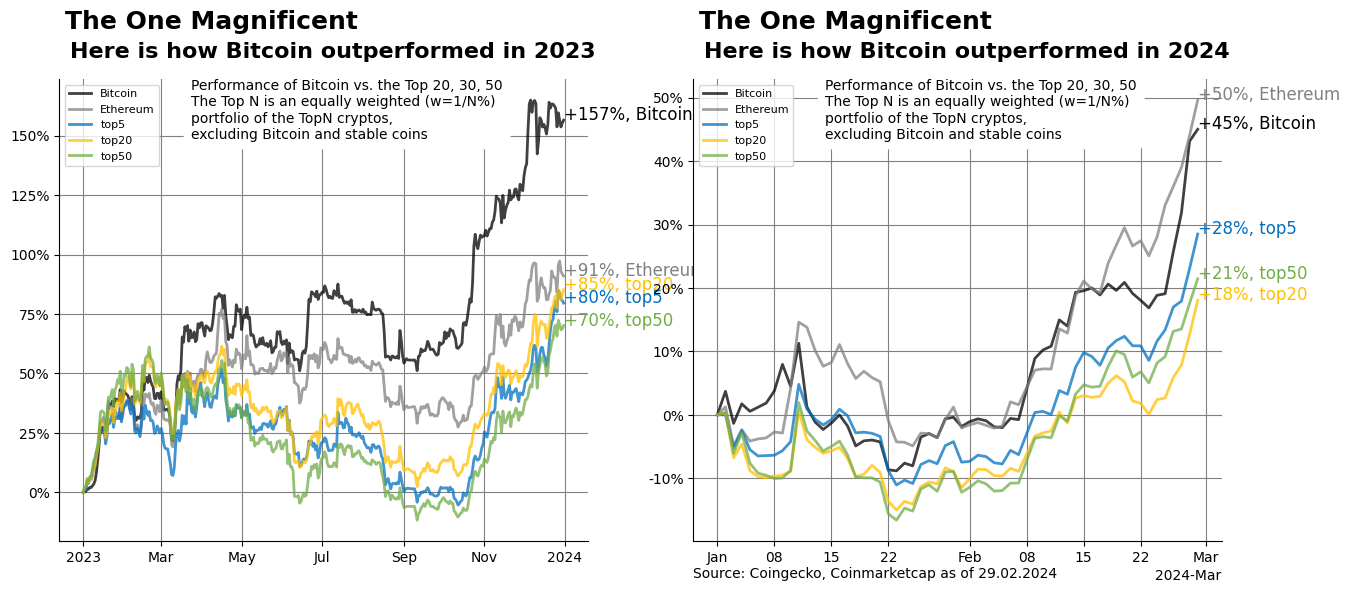 The One Magnificent
Here is how Bitcoin outperformed in 2023
Performance of Bitcoin vs. the Top 20, 30, 50
The Top N is an equally weighted (w=1/N%)
portfolio of the TopN cryptos,
excluding Bitcoin and stable coins
Bitcoin
Ethereum
top5
top20
top50
150%
125%
100%
75%
50%
25%
0%
+157%, Bitcoin
+91%, Ethereum
+85%, top20
+80%, top5
+70%, top50
2023
Mar
May
Jul
Sep
Nov
2024
The One Magnificent
Here is how Bitcoin outperformed in 2024
Performance of Bitcoin vs. the Top 20, 30, 50
The Top N is an equally weighted (w=1/N%)
portfolio of the TopN cryptos,
excluding Bitcoin and stable coins
Bitcoin
Ethereum
top5
top20
top50
50%
40%
30%
20%
10%
0%
-10%
+50%, Ethereum
+45%, Bitcoin
+28%, top5
+21%, top50
+18%, top20
Jan
08
15
22
Feb
08
15
22
Mar
Source: Coingecko, Coinmarketcap as of 29.02.2024
2024-Mar